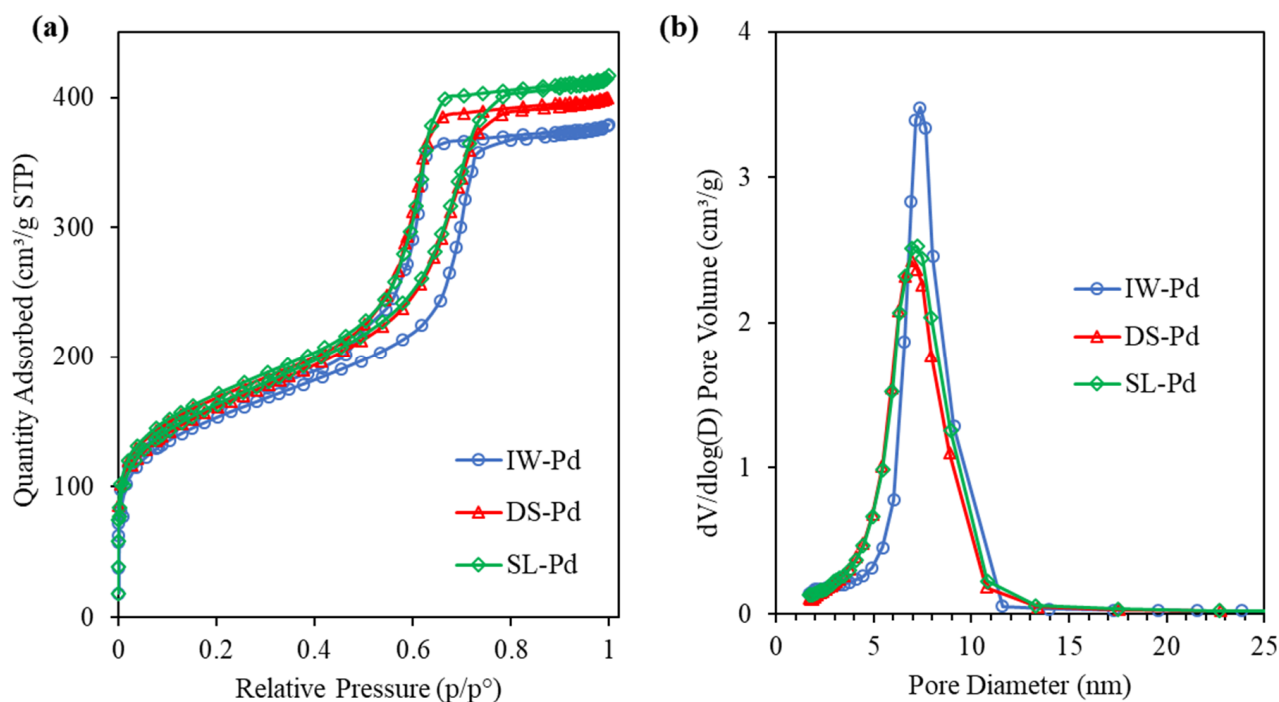 (a)
Quantity Adsorbed (cm³/g STP)
400
300
200
100
0
IW-Pd
DS-Pd
SL-Pd
0 0.2 0.4 0.6 0.8 1
Relative Pressure (p/p°)
(b)
dV/dlog(D) Pore Volume (cm³/g)
4
3
2
1
0
IW-Pd
DS-Pd
SL-Pd
0 5 10 15 20 25
Pore Diameter (nm)